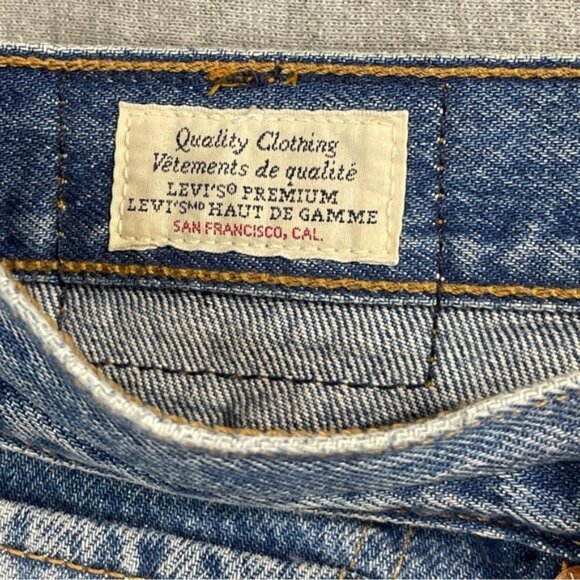 Quality Clothing
Vêtements de qualité
LEVI'S® PREMIUM
LEVI'Sᴹᴰ HAUT DE GAMME
SAN FRANCISCO, CAL.